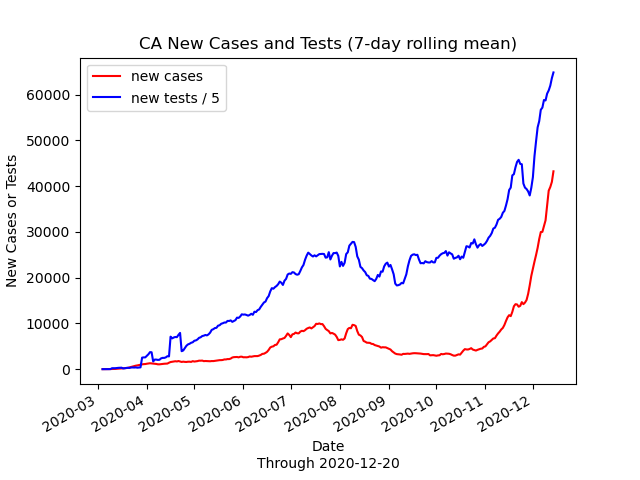 CA New Cases and Tests (7-day rolling mean)
new cases
new tests / 5
New Cases or Tests
60000
50000
40000
30000
20000
10000
0
2020-03
2020-04
2020-05
2020-06
2020-07
2020-08
2020-09
2020-10
2020-11
2020-12
Date
Through 2020-12-20